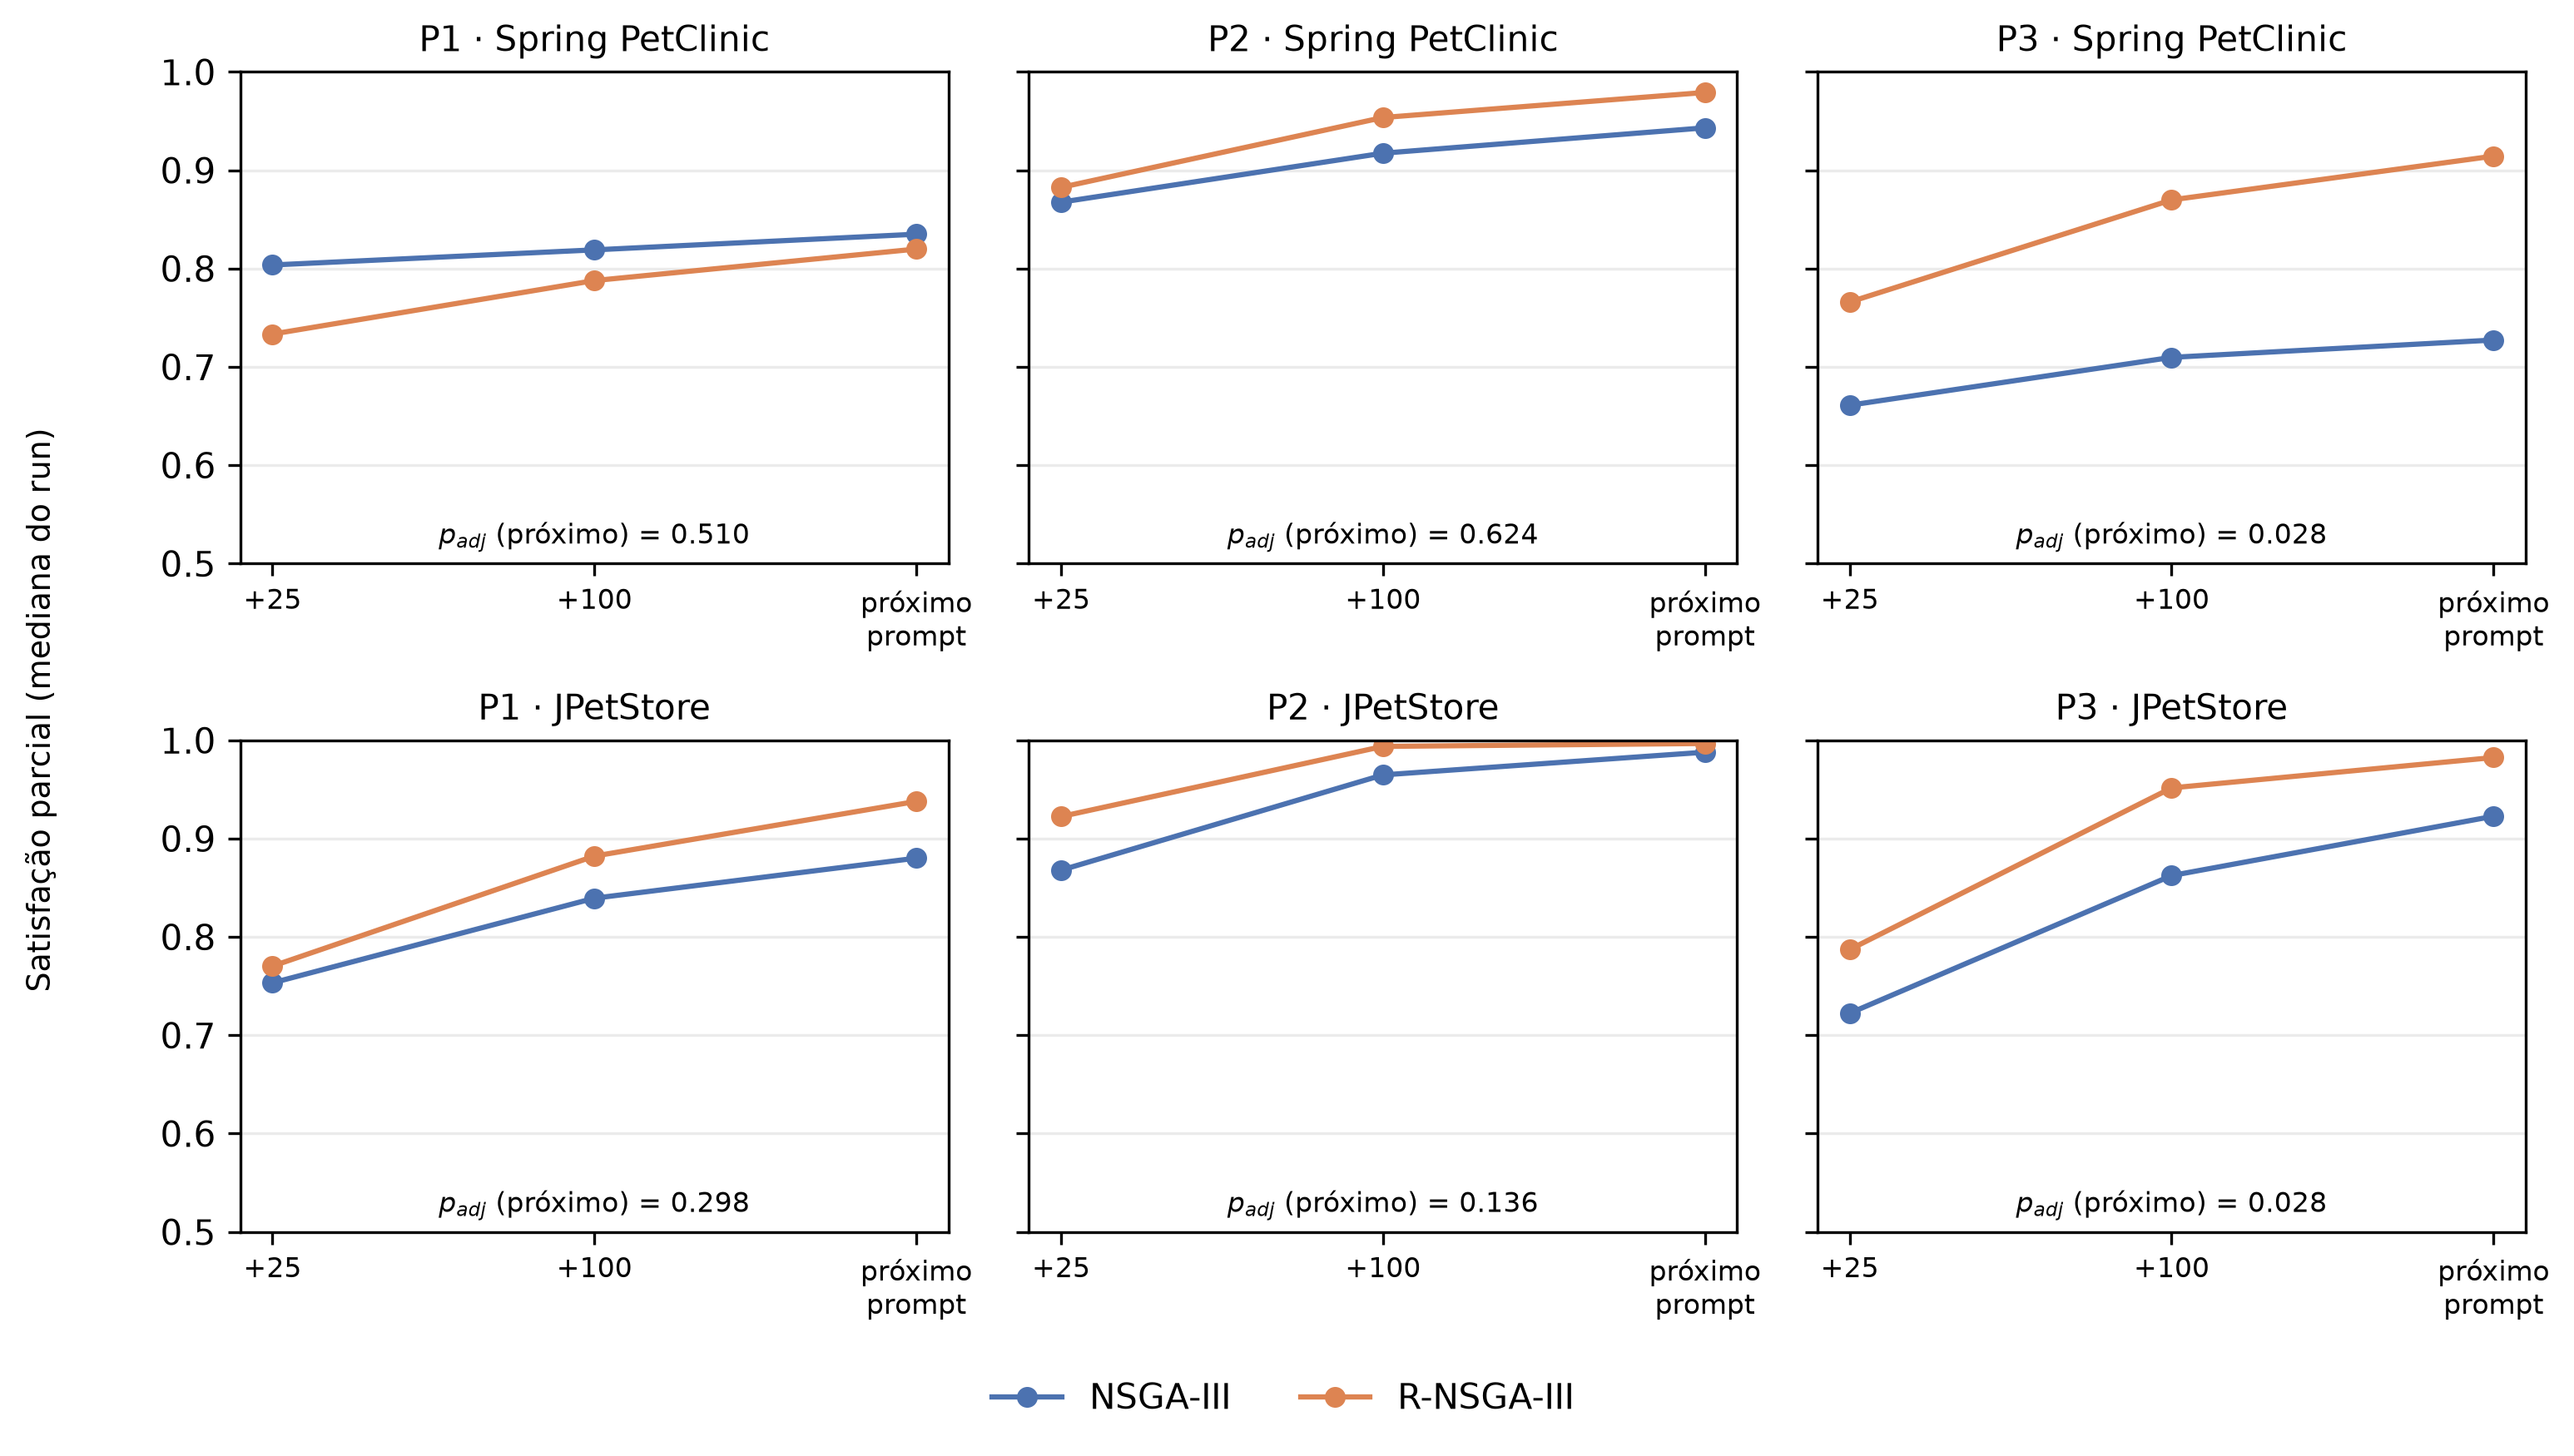 P1 · Spring PetClinic
P2 · Spring PetClinic
P3 · Spring PetClinic
Satisfação parcial (mediana do run)
1.0
0.9
0.8
0.7
0.6
0.5
p_adj (próximo) = 0.510
p_adj (próximo) = 0.624
p_adj (próximo) = 0.028
+25
+100
próximo
prompt
+25
+100
próximo
prompt
+25
+100
próximo
prompt
P1 · JPetStore
P2 · JPetStore
P3 · JPetStore
1.0
0.9
0.8
0.7
0.6
0.5
p_adj (próximo) = 0.298
p_adj (próximo) = 0.136
p_adj (próximo) = 0.028
+25
+100
próximo
prompt
+25
+100
próximo
prompt
+25
+100
próximo
prompt
NSGA-III
R-NSGA-III